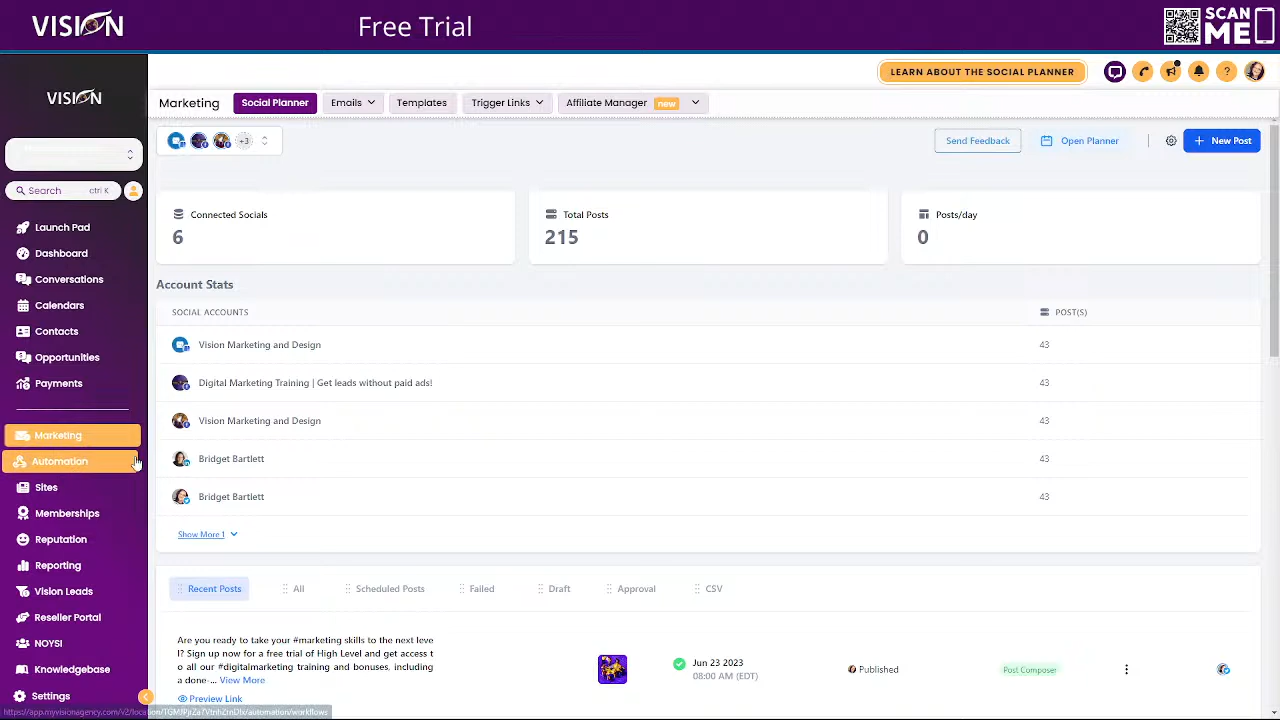 VISION
Free Trial
SCAN
ME
VISION
LEARN ABOUT THE SOCIAL PLANNER
?
Marketing
Social Planner
Emails
Templates
Trigger Links
Affiliate Manager new
+3
Send Feedback
Open Planner
+ New Post
Search ctrl K
Launch Pad
Dashboard
Conversations
Calendars
Contacts
Opportunities
Payments
Marketing
Automation
Sites
Memberships
Reputation
Reporting
Vision Leads
Reseller Portal
NOYSI
Knowledgebase
Settings
Connected Socials
6
Total Posts
215
Posts/day
0
Account Stats
SOCIAL ACCOUNTS POST(S)
Vision Marketing and Design 43
Digital Marketing Training | Get leads without paid ads! 43
Vision Marketing and Design 43
Bridget Bartlett 43
Bridget Bartlett 43
Show More 1
Recent Posts All Scheduled Posts Failed Draft Approval CSV
Are you ready to take your #marketing skills to the next leve
l? Sign up now for a free trial of High Level and get access t
o all our #digitalmarketing training and bonuses, including
a done-... View More
Preview Link
Jun 23 2023
08:00 AM (EDT)
Published
Post Composer